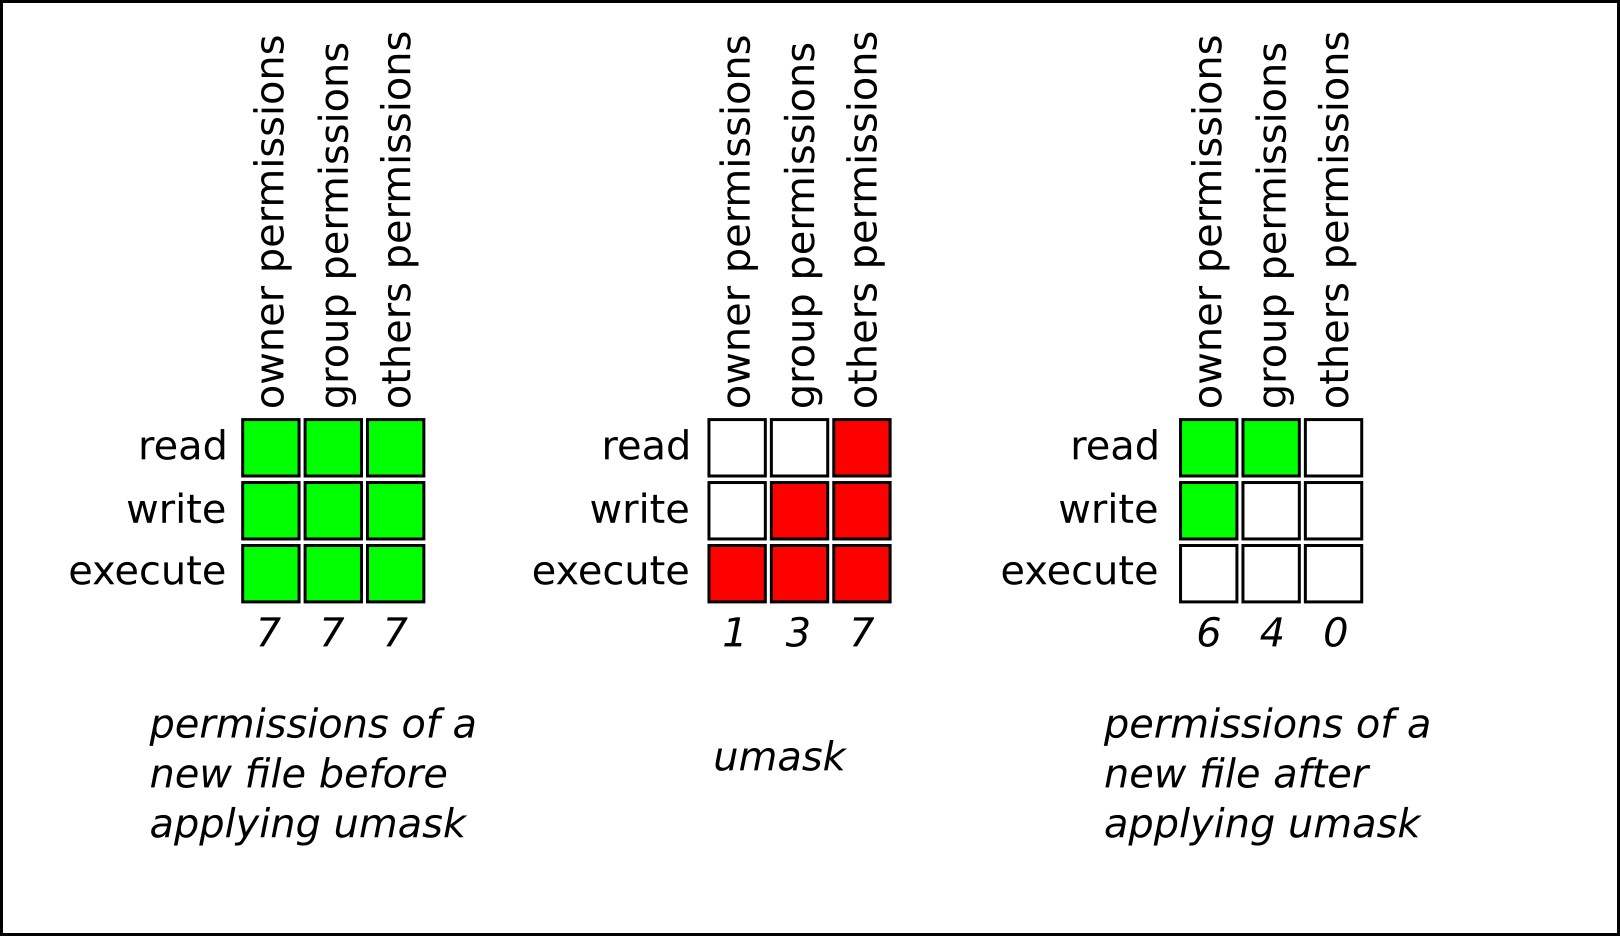 owner permissions
group permissions
others permissions
read
write
execute
7 7 7
permissions of a
new file before
applying umask
owner permissions
group permissions
others permissions
read
write
execute
1 3 7
umask
owner permissions
group permissions
others permissions
read
write
execute
6 4 0
permissions of a
new file after
applying umask